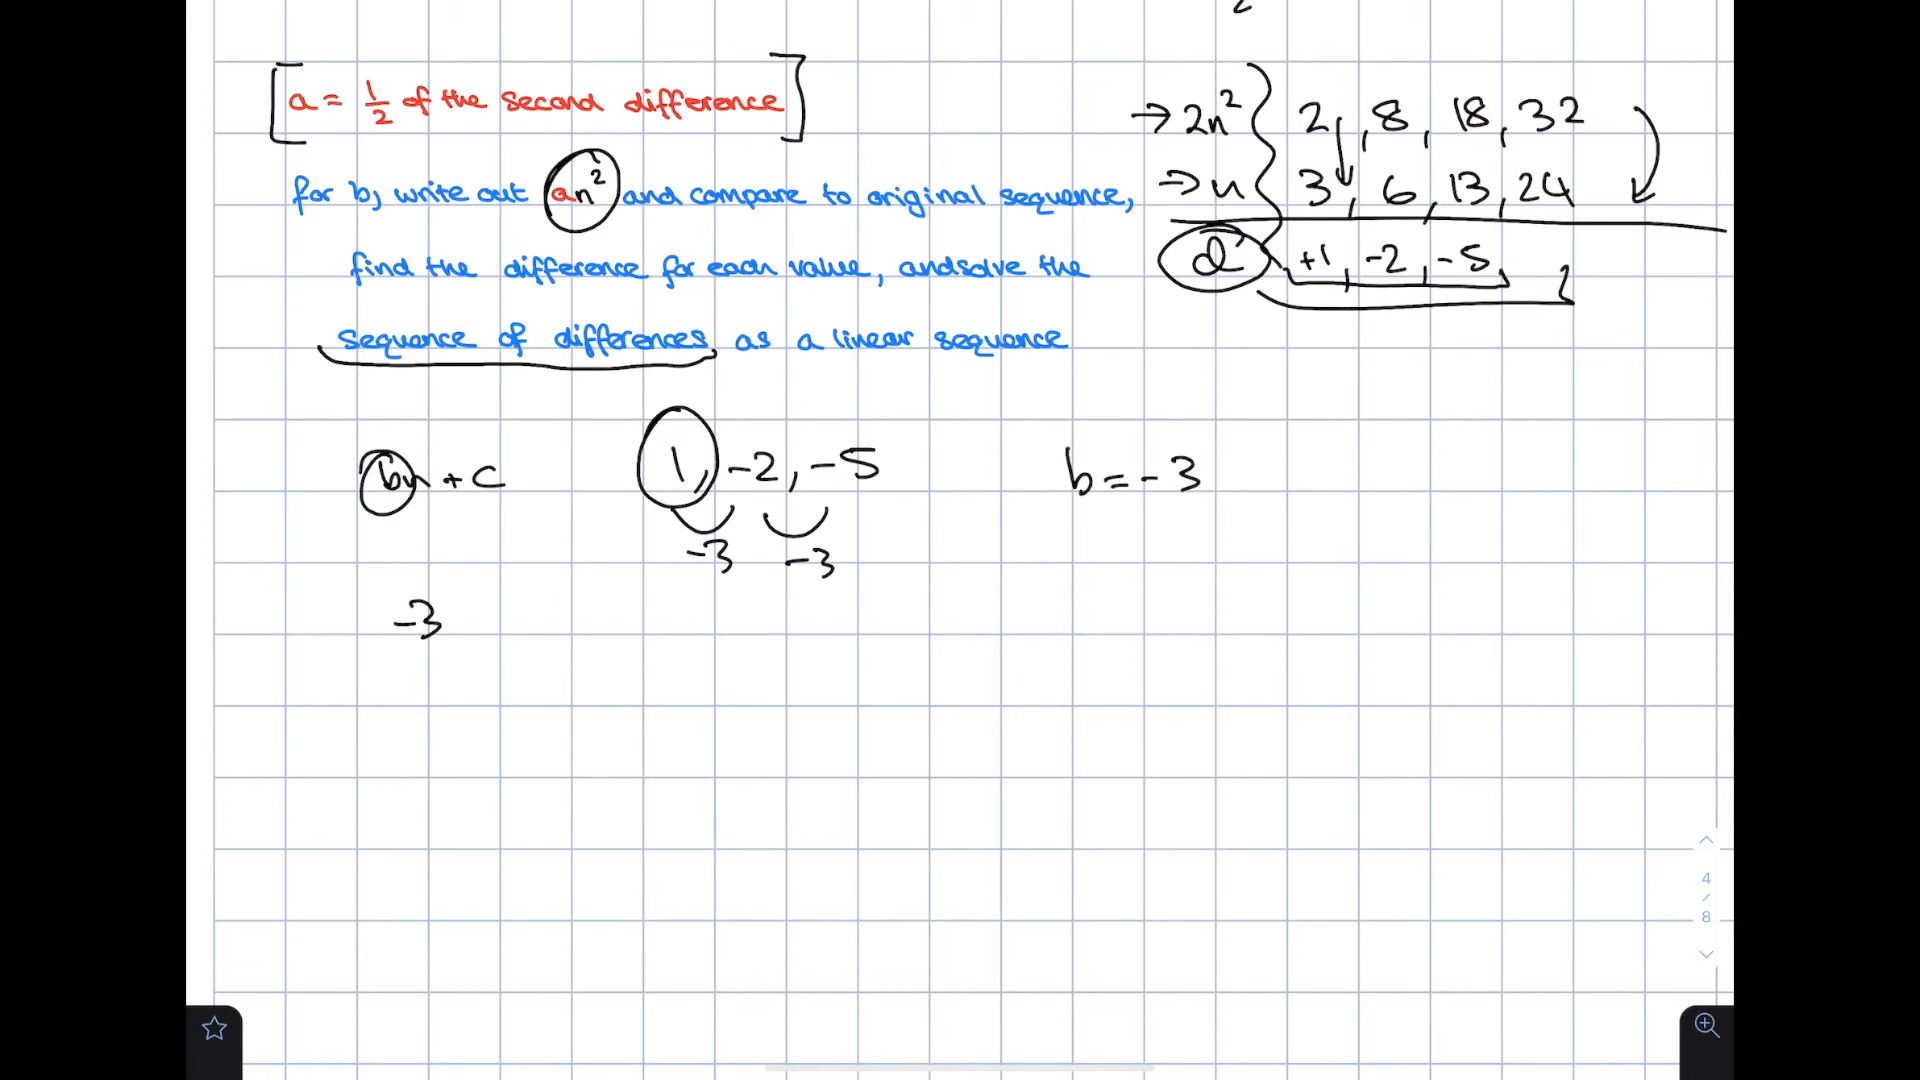 2
[a = 1/2 of the second difference]
→ 2n² { 2, 8, 18, 32
for b, write out an² and compare to original sequence,
→ u { 3, 6, 13, 24
find the difference for each value, andsolve the
d +1, -2, -5
sequence of differences, as a linear sequence
bn + c
1, -2, -5
b = -3
-3 -3
-3
4
/
8